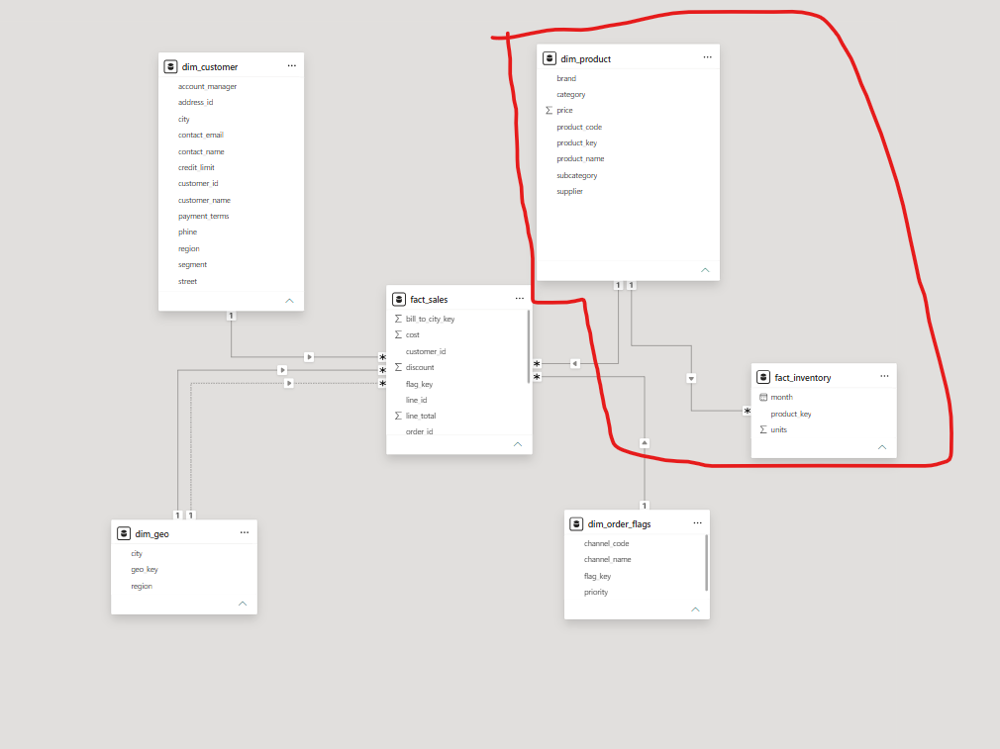 dim_customer
account_manager
address_id
city
contact_email
contact_name
credit_limit
customer_id
customer_name
payment_terms
phine
region
segment
street
1
dim_product
brand
category
price
product_code
product_key
product_name
subcategory
supplier
1 1
fact_sales
bill_to_city_key
cost
customer_id
discount
flag_key
line_id
line_total
order_id
fact_inventory
month
product_key
units
1 1
dim_geo
city
geo_key
region
1
dim_order_flags
channel_code
channel_name
flag_key
priority